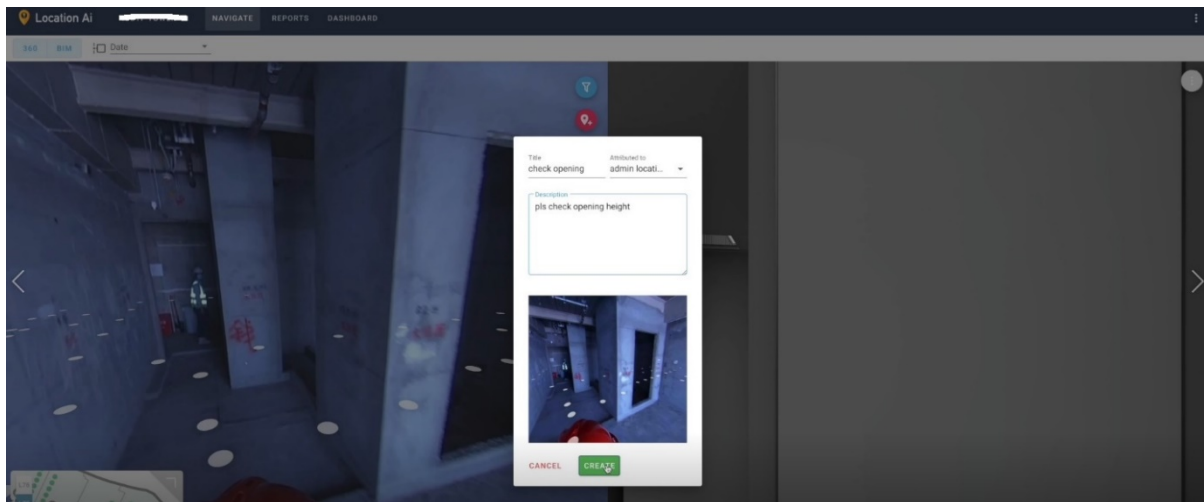 Location Ai
NAVIGATE
REPORTS
DASHBOARD
360
BIM
Date
Title
check opening
Attributed to
admin locati...
Description
pls check opening height
CANCEL
CREATE